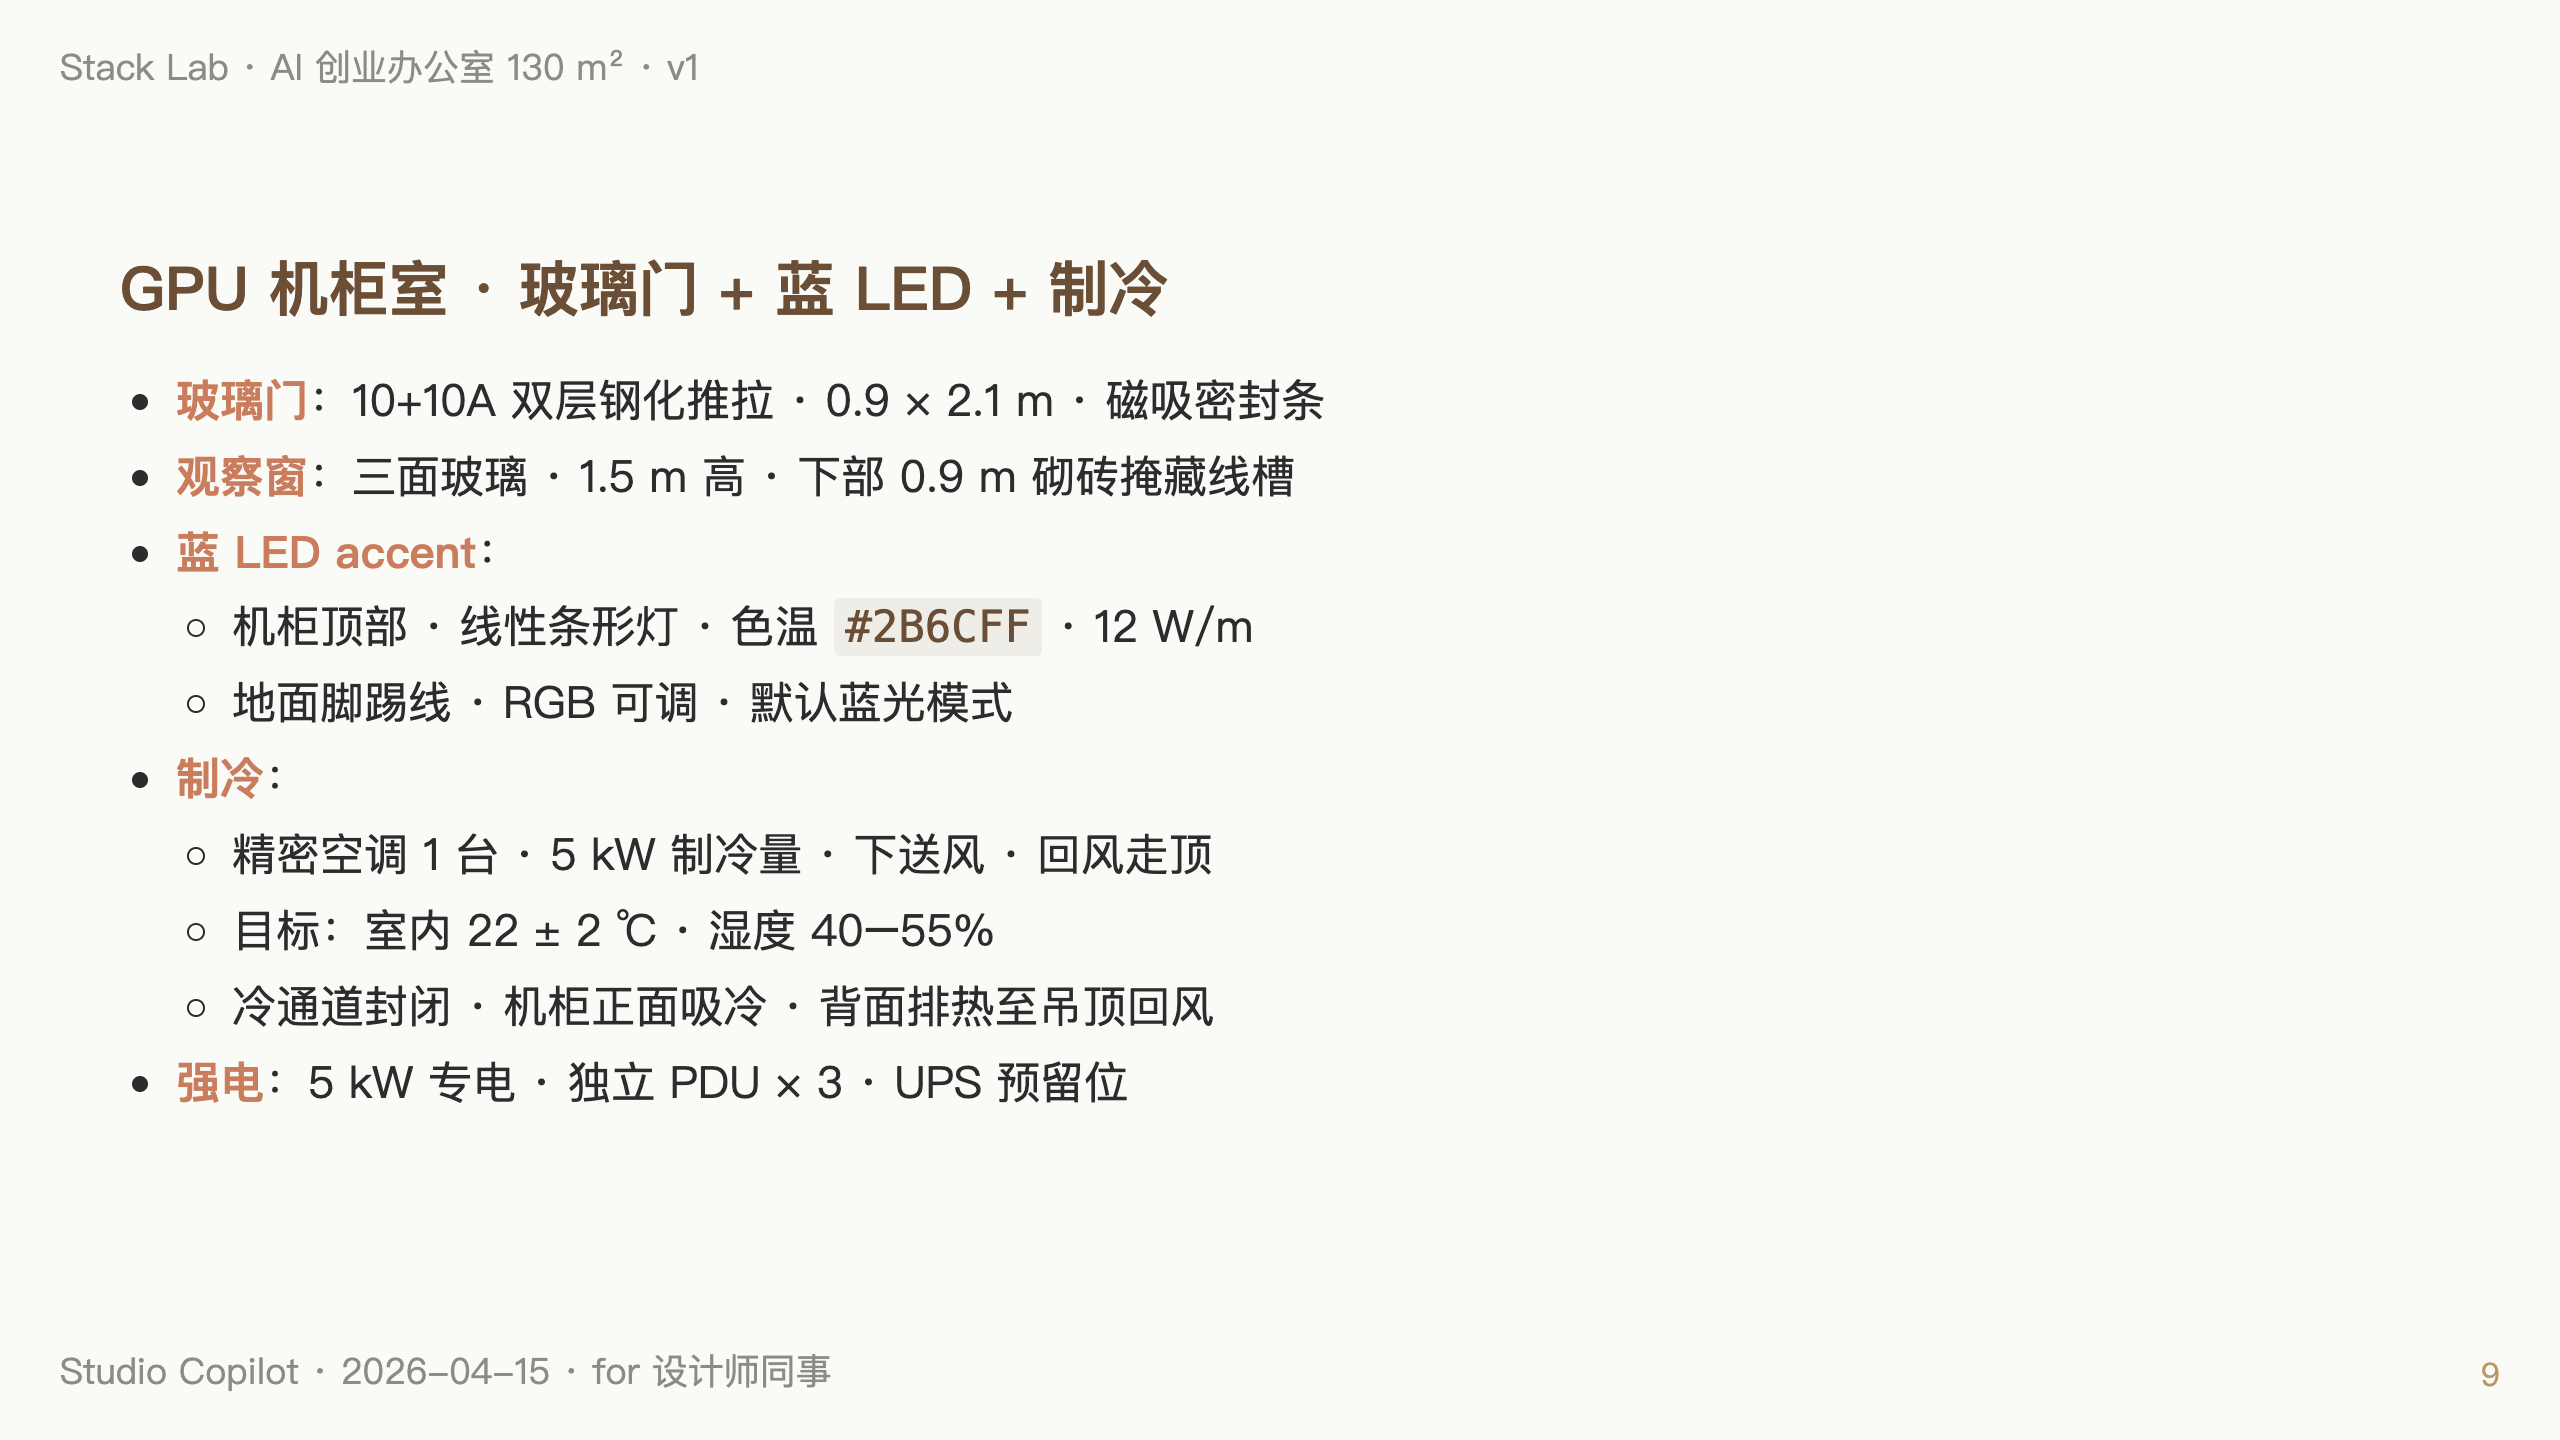 Stack Lab · AI 创业办公室 130 m² · v1
GPU 机柜室 · 玻璃门 + 蓝 LED + 制冷
• 玻璃门：10+10A 双层钢化推拉 · 0.9 × 2.1 m · 磁吸密封条
• 观察窗：三面玻璃 · 1.5 m 高 · 下部 0.9 m 砌砖掩藏线槽
• 蓝 LED accent：
○ 机柜顶部 · 线性条形灯 · 色温 #2B6CFF · 12 W/m
○ 地面脚踢线 · RGB 可调 · 默认蓝光模式
• 制冷：
○ 精密空调 1 台 · 5 kW 制冷量 · 下送风 · 回风走顶
○ 目标：室内 22 ± 2 ℃ · 湿度 40—55%
○ 冷通道封闭 · 机柜正面吸冷 · 背面排热至吊顶回风
• 强电：5 kW 专电 · 独立 PDU × 3 · UPS 预留位
Studio Copilot · 2026-04-15 · for 设计师同事
9